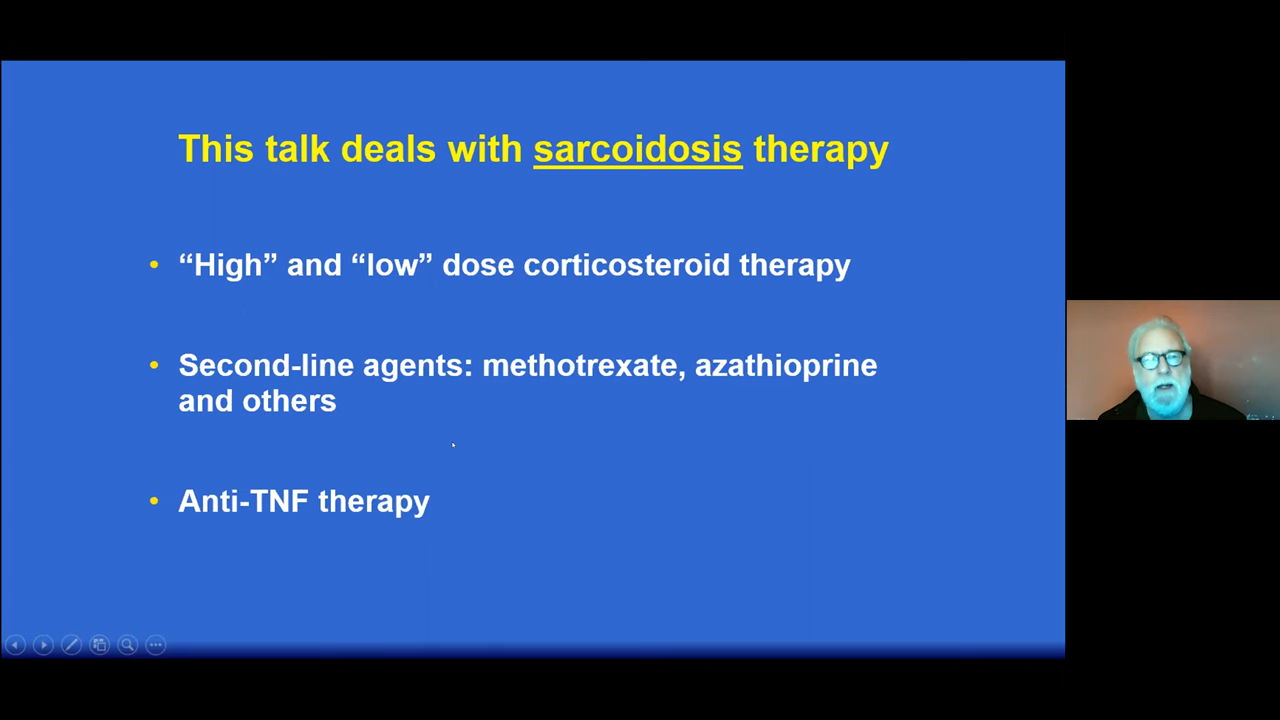 This talk deals with sarcoidosis therapy
• “High” and “low” dose corticosteroid therapy
• Second-line agents: methotrexate, azathioprine
and others
• Anti-TNF therapy